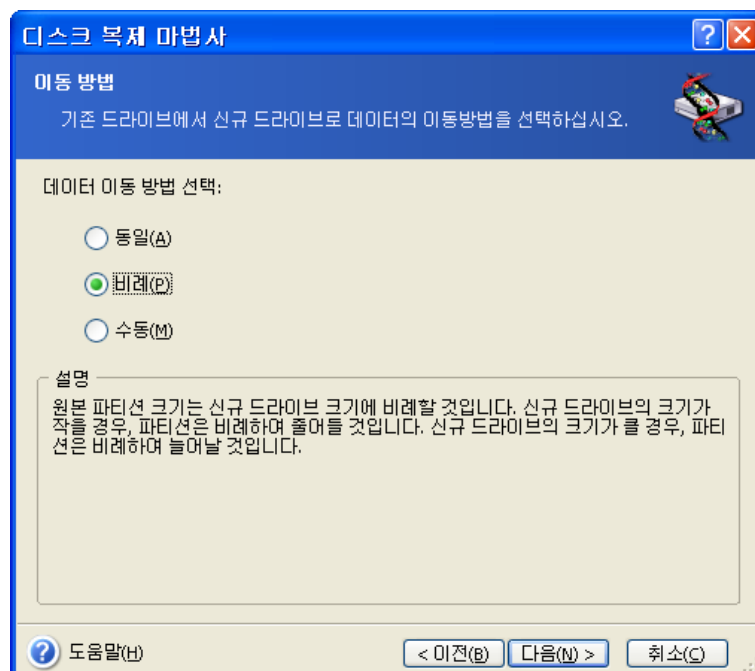 디스크 복제 마법사
이동 방법
기존 드라이브에서 신규 드라이브로 데이터의 이동방법을 선택하십시오.
데이터 이동 방법 선택:
동일(A)
비례(P)
수동(M)
설명
원본 파티션 크기는 신규 드라이브 크기에 비례할 것입니다. 신규 드라이브의 크기가
작을 경우, 파티션은 비례하여 줄어들 것입니다. 신규 드라이브의 크기가 클 경우, 파티
션은 비례하여 늘어날 것입니다.
도움말(H)
< 이전(B)
다음(N) >
취소(C)